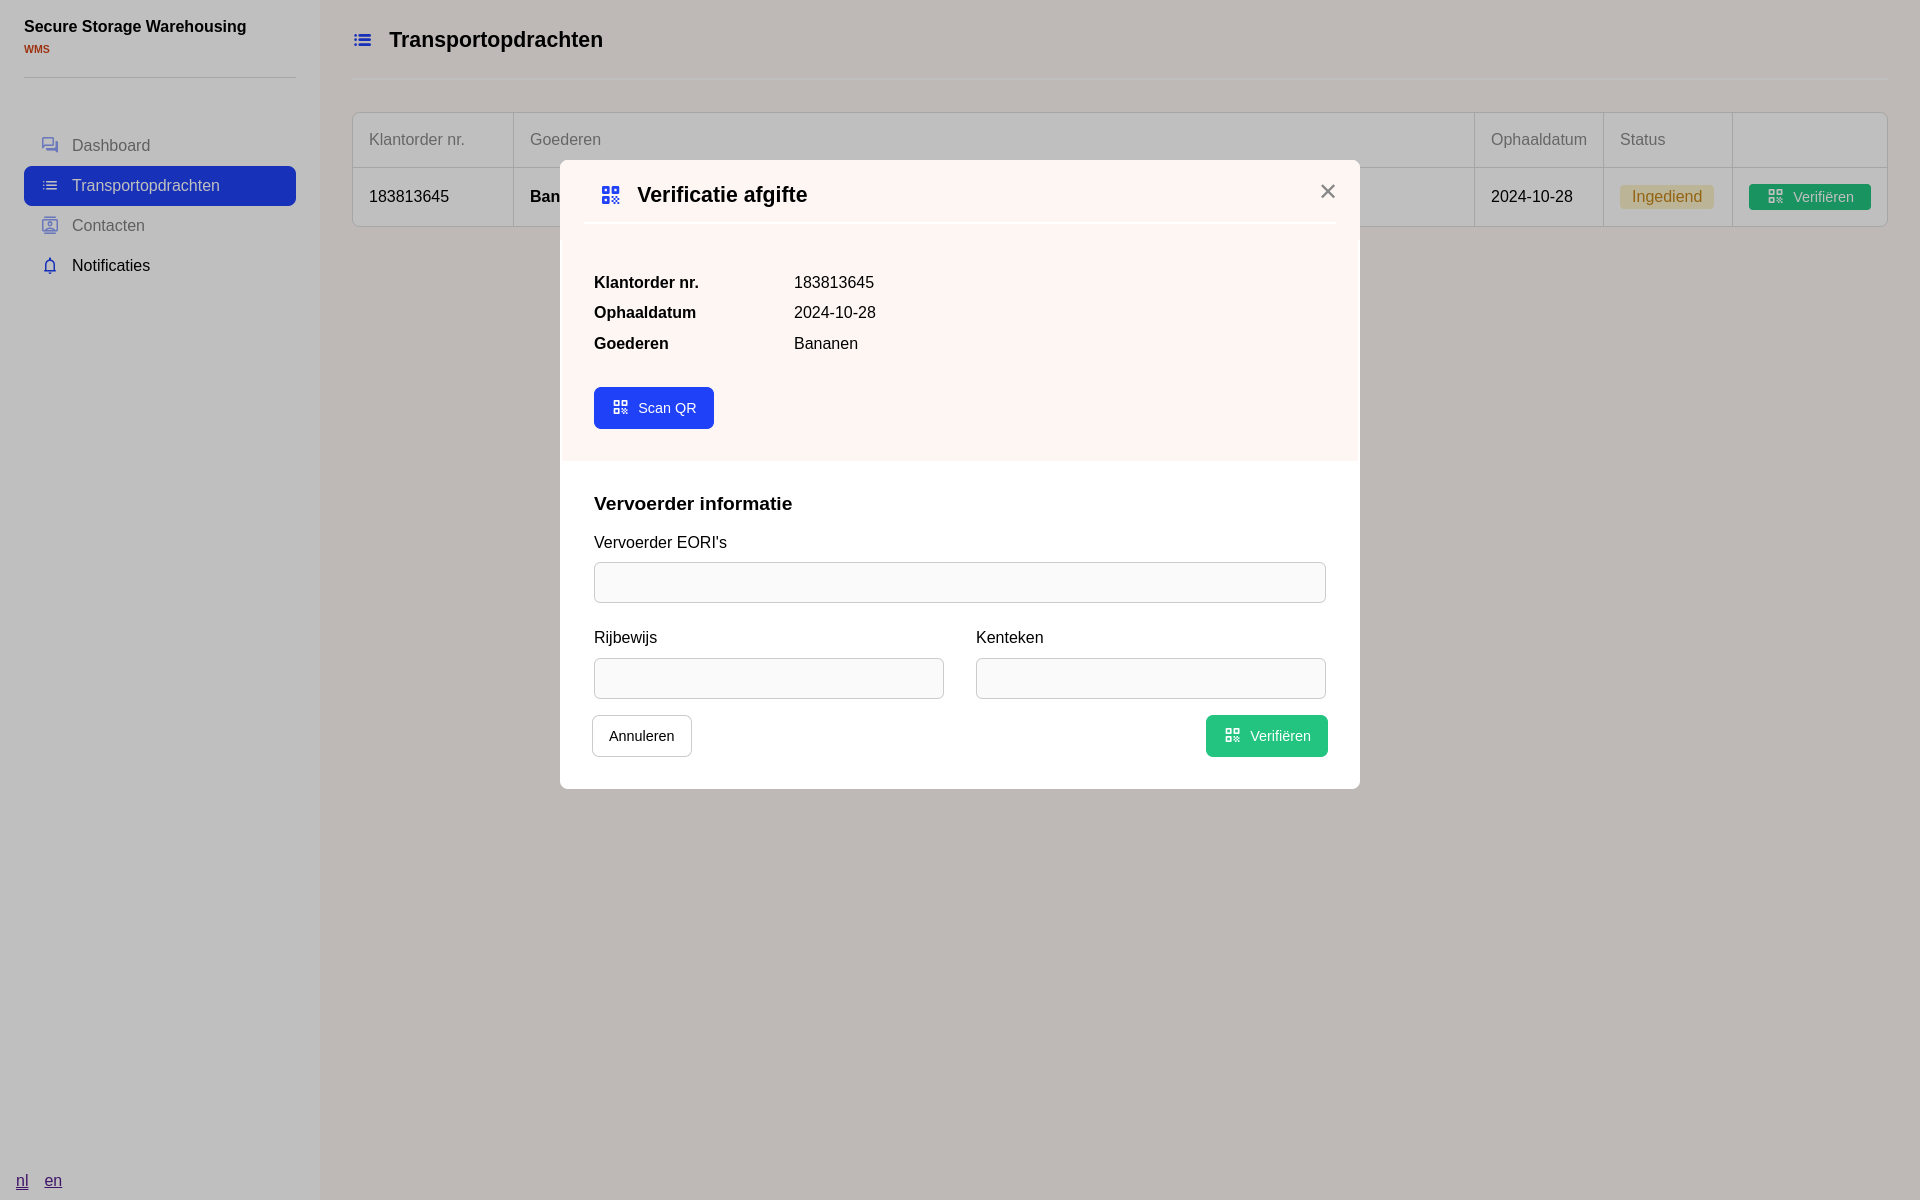 Secure Storage Warehousing
WMS
Dashboard
Transportopdrachten
Contacten
Notificaties
nl en
Transportopdrachten
Klantorder nr. Goederen Ophaaldatum Status
183813645 Ban 2024-10-28 Ingediend Verifiëren
Verificatie afgifte
Klantorder nr. 183813645
Ophaaldatum 2024-10-28
Goederen Bananen
Scan QR
Vervoerder informatie
Vervoerder EORI's
Rijbewijs Kenteken
Annuleren Verifiëren